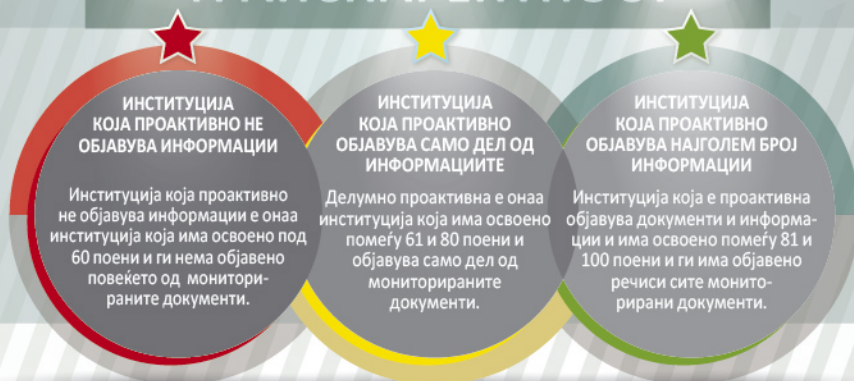 ИНСТИТУЦИЈА
КОЈА ПРОАКТИВНО НЕ
ОБЈАВУВА ИНФОРМАЦИИ
Институција која проактивно
не објавува информации е онаа
институција која има освоено под
60 поени и ги нема објавено
повеќето од монитори-
раните документи.
ИНСТИТУЦИЈА
КОЈА ПРОАКТИВНО
ОБЈАВУВА САМО ДЕЛ ОД
ИНФОРМАЦИИТЕ
Делумно проактивна е онаа
институција која има освоено
помеѓу 61 и 80 поени и
објавува само дел од
мониторираните
документи.
ИНСТИТУЦИЈА
КОЈА ПРОАКТИВНО
ОБЈАВУВА НАЈГОЛЕМ БРОЈ
ИНФОРМАЦИИ
Институција која е проактивна
објавува документи и информа-
ции и има освоено помеѓу 81 и
100 поени и ги има објавено
речиси сите монито-
рирани документи.